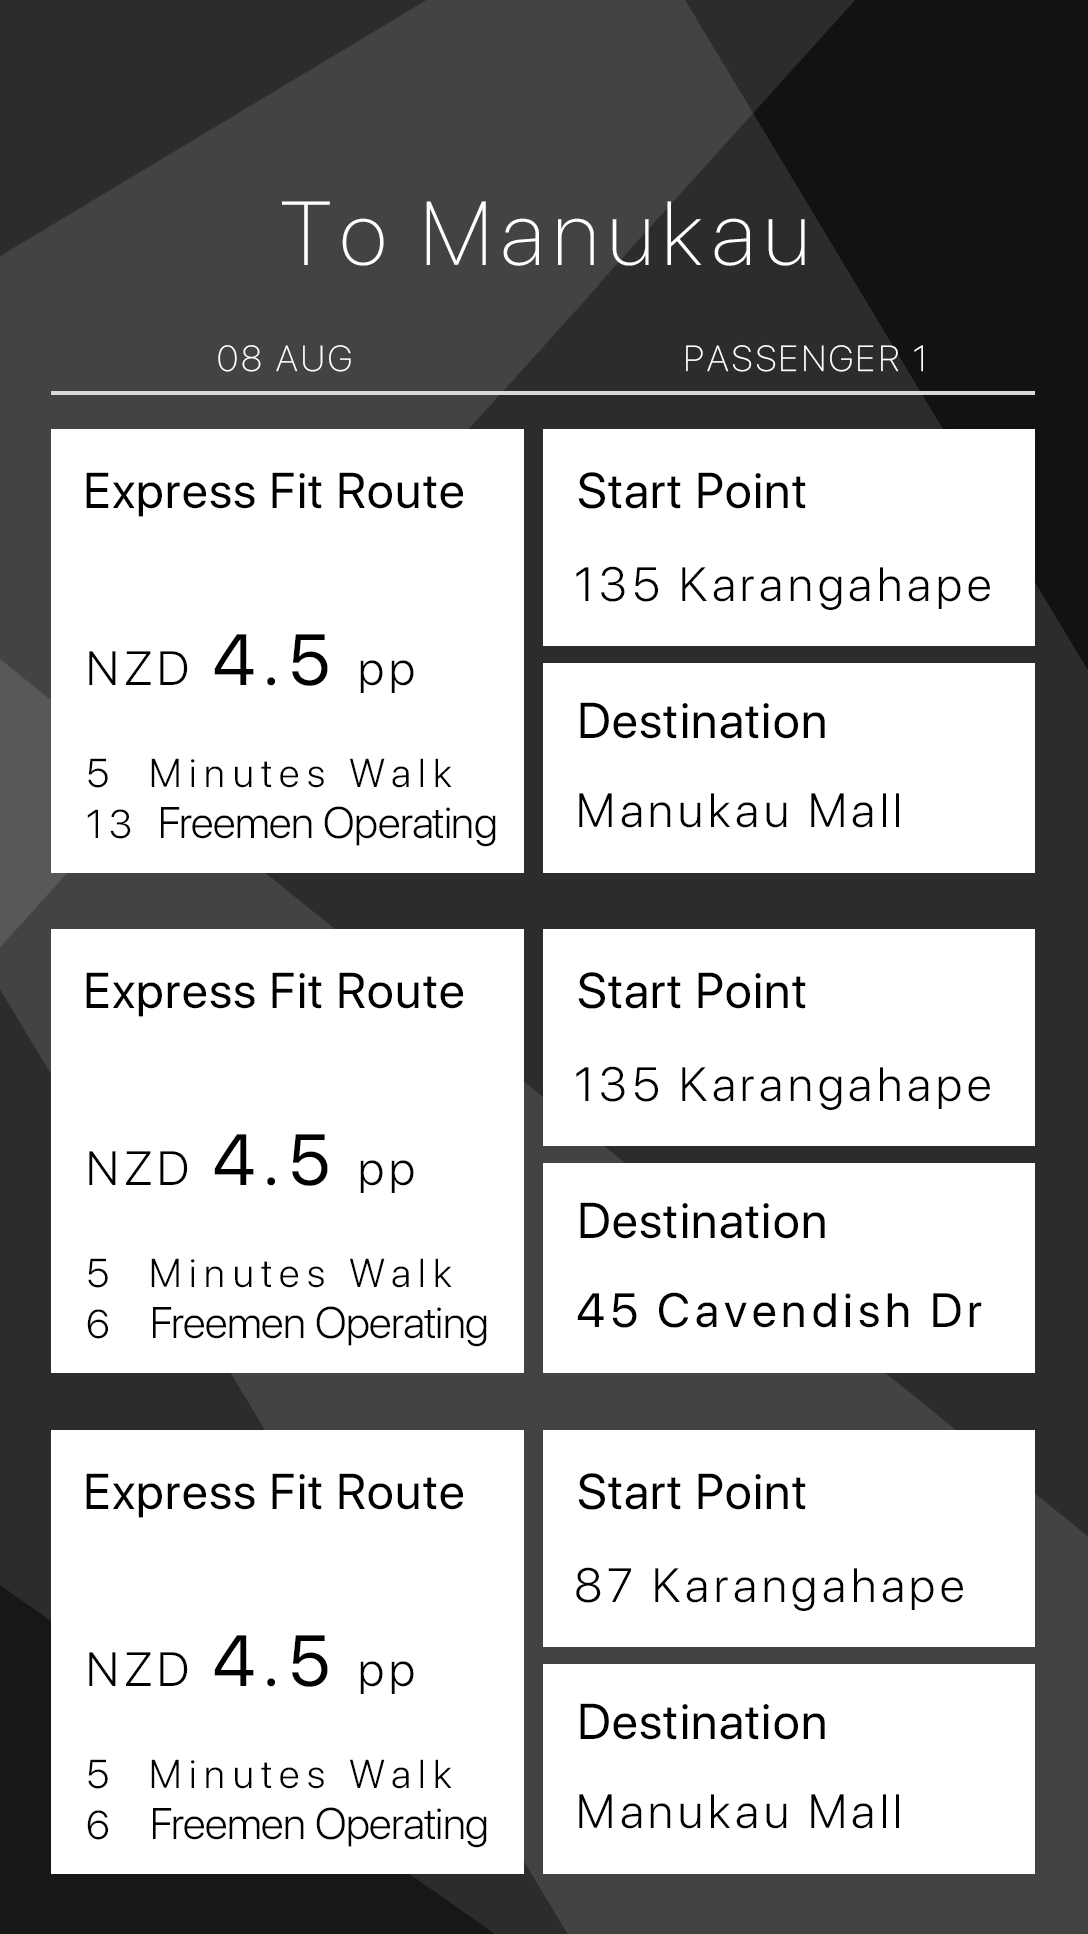 To Manukau
08 AUG
PASSENGER 1
Express Fit Route
NZD 4.5 pp
5 Minutes Walk
13 Freemen Operating
Start Point
135 Karangahape
Destination
Manukau Mall
Express Fit Route
NZD 4.5 pp
5 Minutes Walk
6 Freemen Operating
Start Point
135 Karangahape
Destination
45 Cavendish Dr
Express Fit Route
NZD 4.5 pp
5 Minutes Walk
6 Freemen Operating
Start Point
87 Karangahape
Destination
Manukau Mall